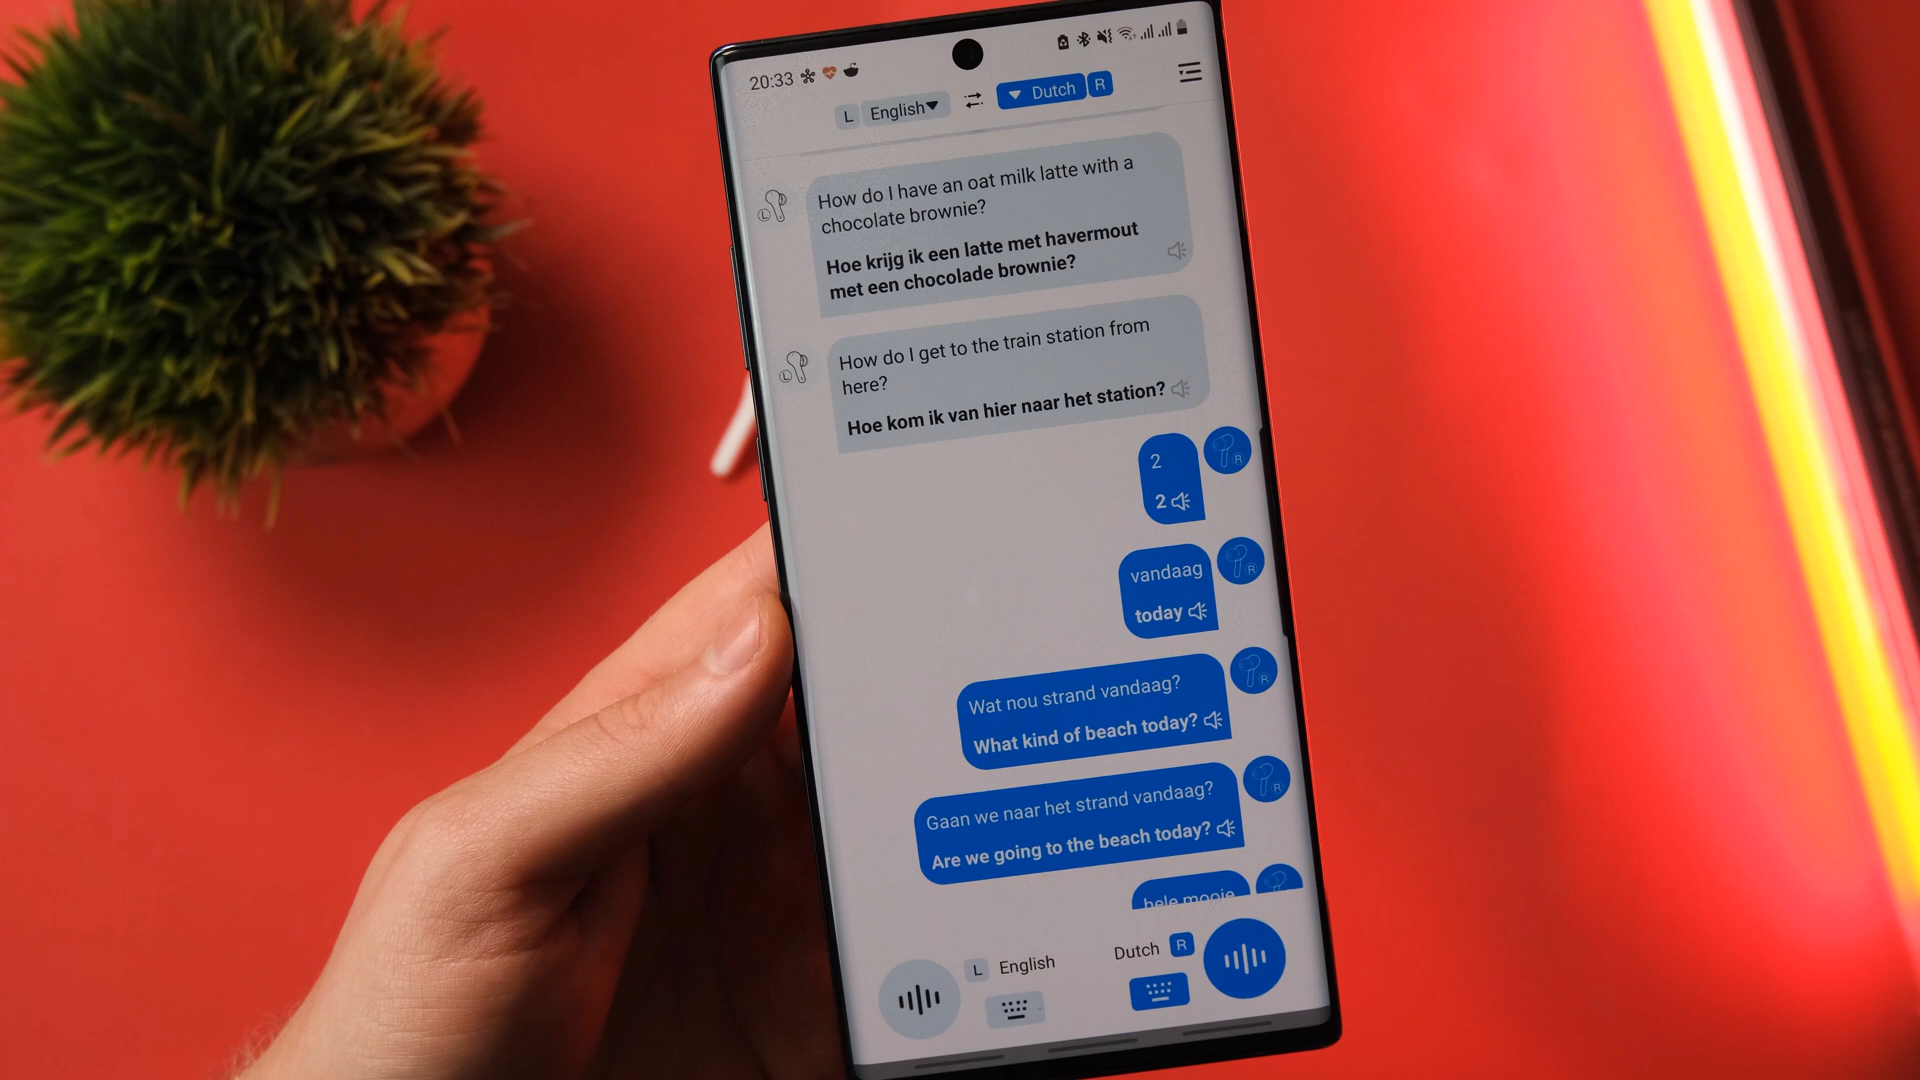 20:33
L English▼ ▼ Dutch R
How do I have an oat milk latte with a
chocolate brownie?
Hoe krijg ik een latte met havermout
met een chocolade brownie?
L
How do I get to the train station from
here?
Hoe kom ik van hier naar het station?
L
2
2
R
vandaag
today
R
Wat nou strand vandaag?
What kind of beach today?
R
Gaan we naar het strand vandaag?
Are we going to the beach today?
R
hele mooie
L English
Dutch R